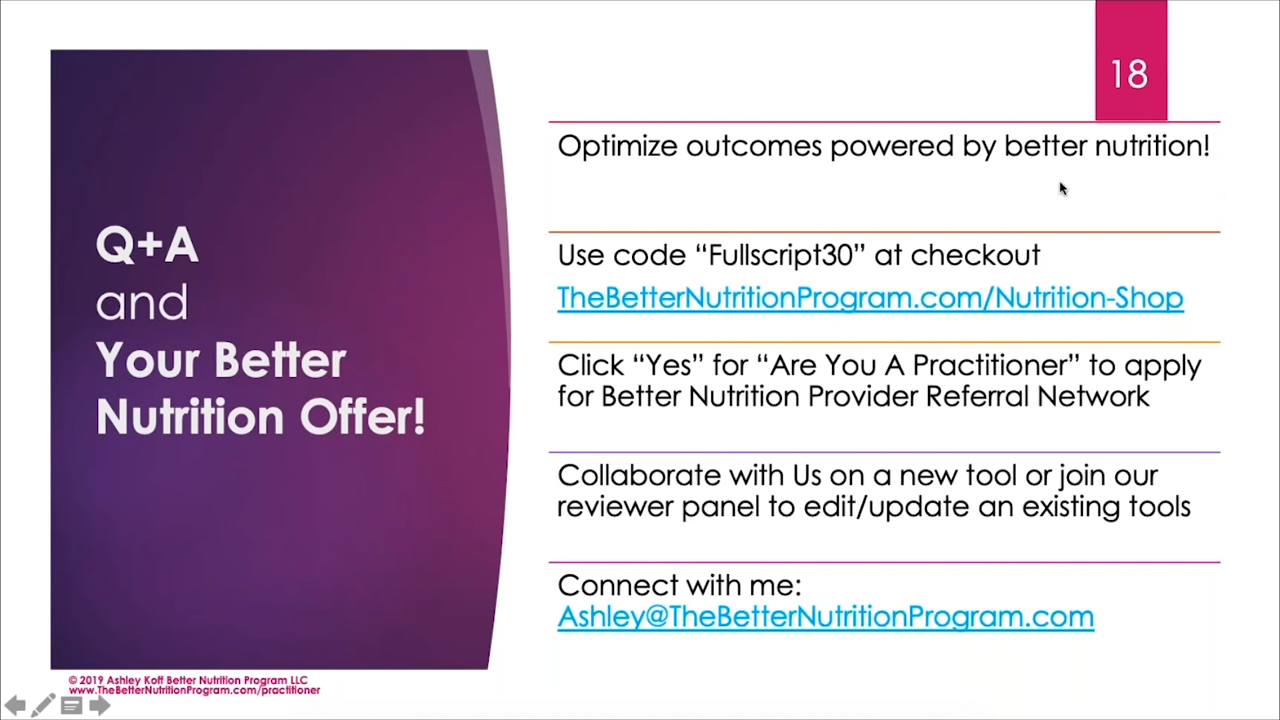 18
Q+A
and
Your Better
Nutrition Offer!
Optimize outcomes powered by better nutrition!
Use code “Fullscript30” at checkout
TheBetterNutritionProgram.com/Nutrition-Shop
Click “Yes” for “Are You A Practitioner” to apply
for Better Nutrition Provider Referral Network
Collaborate with Us on a new tool or join our
reviewer panel to edit/update an existing tools
Connect with me:
Ashley@TheBetterNutritionProgram.com
© 2019 Ashley Koff Better Nutrition Program LLC
www.TheBetterNutritionProgram.com/practitioner